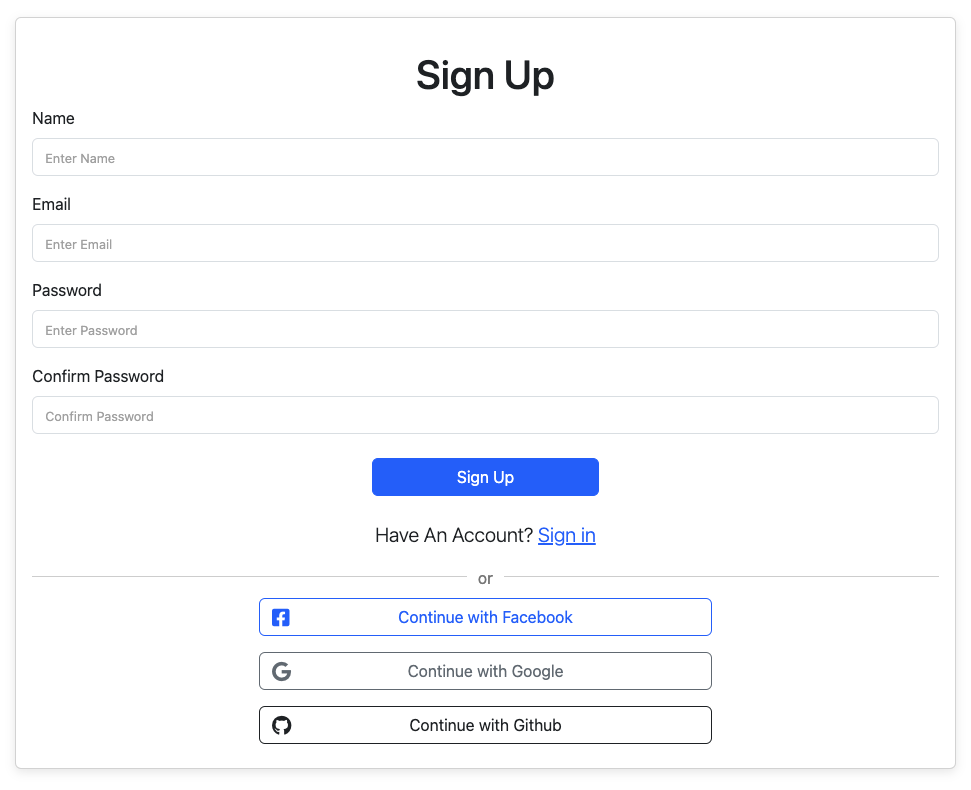 Sign Up
Name
Enter Name
Email
Enter Email
Password
Enter Password
Confirm Password
Confirm Password
Sign Up
Have An Account? Sign in
or
Continue with Facebook
Continue with Google
Continue with Github